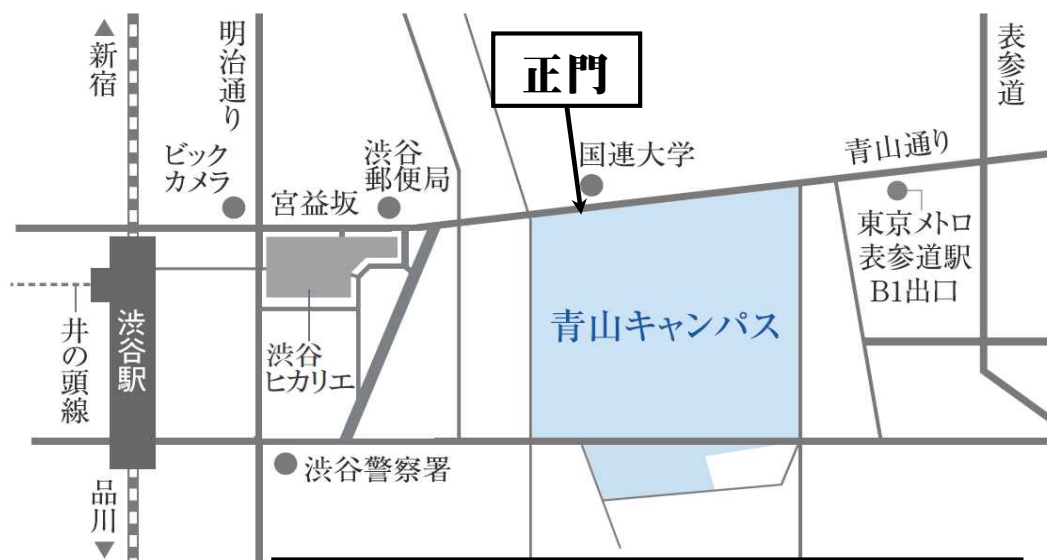 ▲新宿
明治通り
正門
表参道
ビック
カメラ
渋谷
郵便局
国連大学
青山通り
宮益坂
東京メトロ
表参道駅
B1出口
青山キャンパス
渋谷駅
井の頭線
渋谷
ヒカリエ
渋谷警察署
品川▼